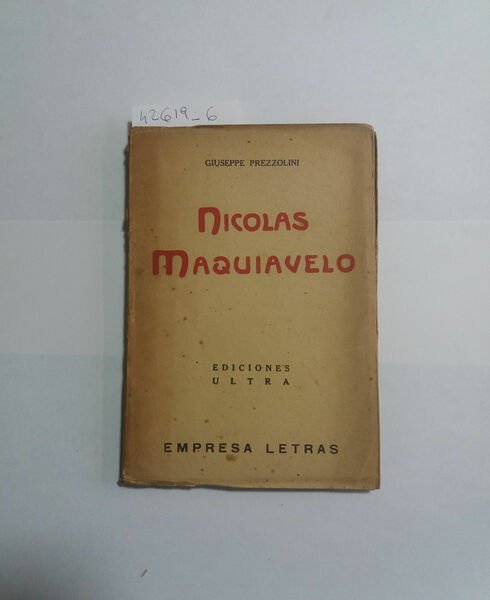 42619_6
GIUSEPPE PREZZOLINI
NICOLAS
MAQUIAVELO
EDICIONES
ULTRA
EMPRESA LETRAS